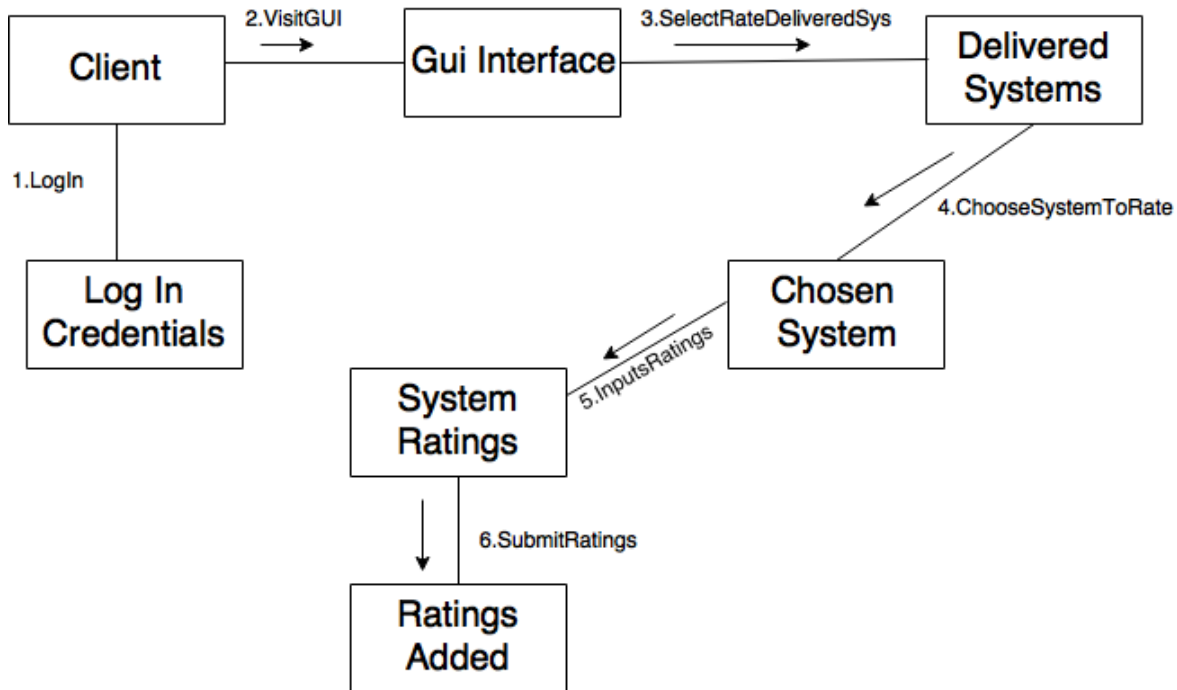 2.VisitGUI
3.SelectRateDeliveredSys
Client
Gui Interface
Delivered
Systems
1.LogIn
4.ChooseSystemToRate
Log In
Credentials
Chosen
System
5.InputsRatings
System
Ratings
6.SubmitRatings
Ratings
Added